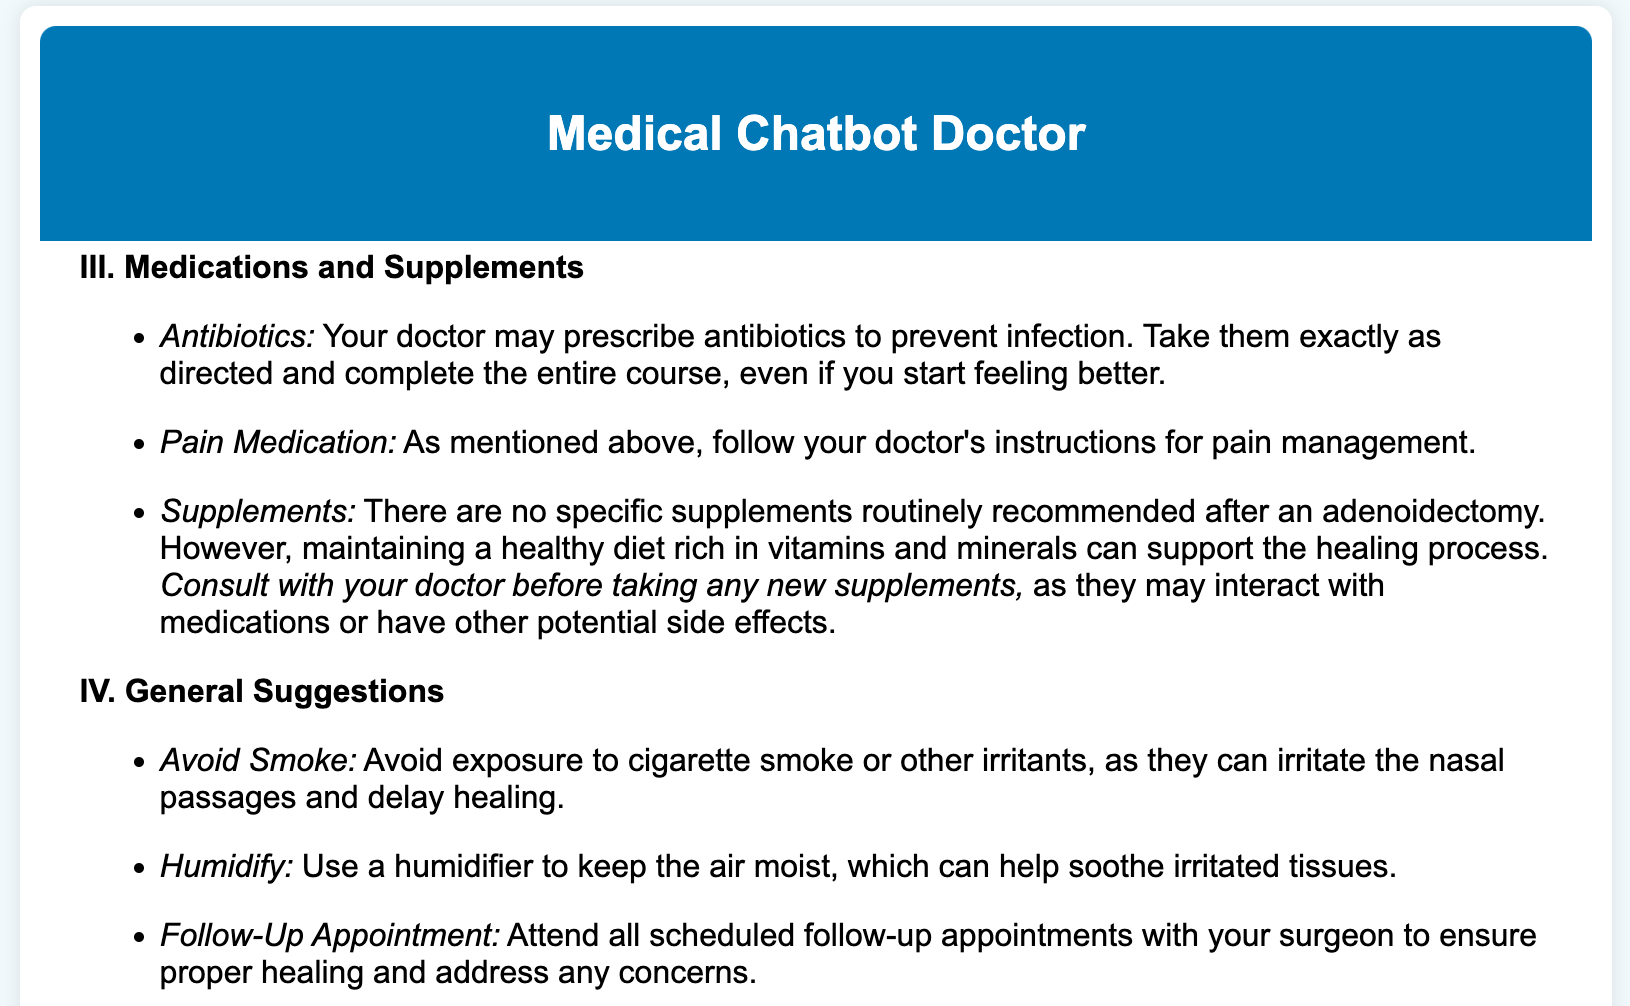 Medical Chatbot Doctor
III. Medications and Supplements
• Antibiotics: Your doctor may prescribe antibiotics to prevent infection. Take them exactly as
directed and complete the entire course, even if you start feeling better.
• Pain Medication: As mentioned above, follow your doctor's instructions for pain management.
• Supplements: There are no specific supplements routinely recommended after an adenoidectomy.
However, maintaining a healthy diet rich in vitamins and minerals can support the healing process.
Consult with your doctor before taking any new supplements, as they may interact with
medications or have other potential side effects.
IV. General Suggestions
• Avoid Smoke: Avoid exposure to cigarette smoke or other irritants, as they can irritate the nasal
passages and delay healing.
• Humidify: Use a humidifier to keep the air moist, which can help soothe irritated tissues.
• Follow-Up Appointment: Attend all scheduled follow-up appointments with your surgeon to ensure
proper healing and address any concerns.